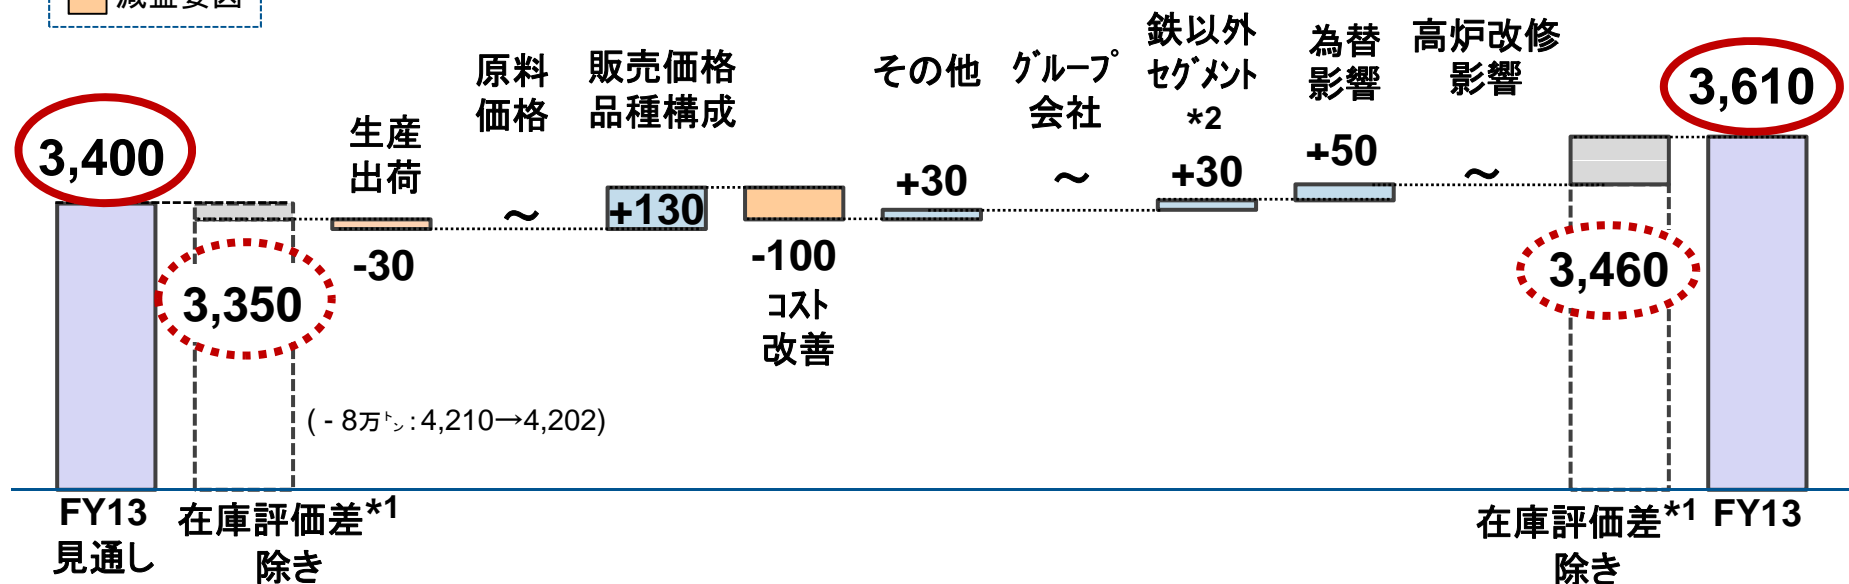 減益要因
3,400
3,350
生産
出荷
-30
(-8万トン:4,210→4,202)
原料
価格
～
販売価格
品種構成
+130
-100
コスト
改善
その他
+30
グループ
会社
～
鉄以外
セグメント
*2
+30
為替
影響
+50
高炉改修
影響
～
3,460
3,610
FY13
見通し
在庫評価差*1
除き
在庫評価差*1
除き
FY13